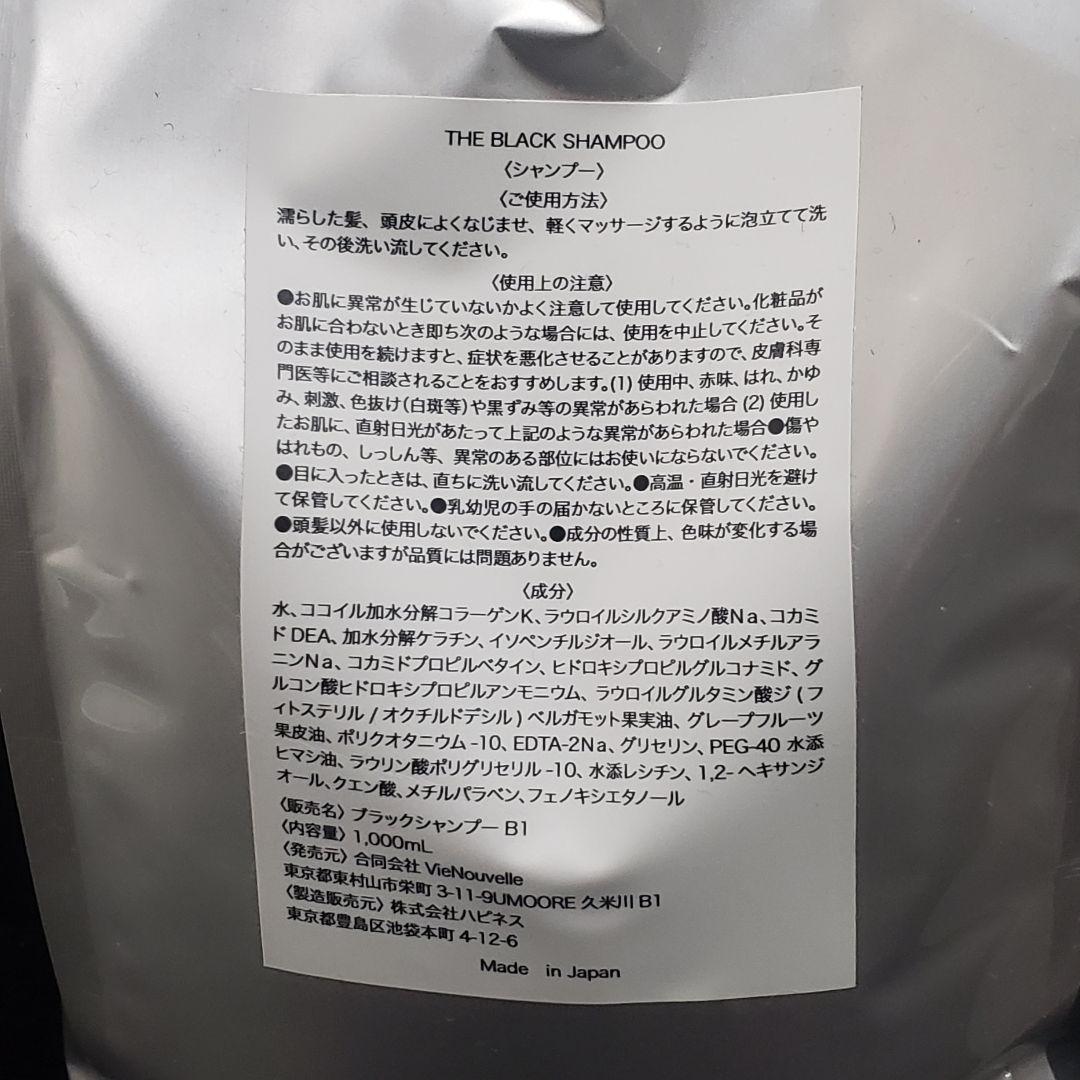 THE BLACK SHAMPOO
〈シャンプー〉
〈ご使用方法〉
濡らした髪、頭皮によくなじませ、軽くマッサージするように泡立てて洗
い、その後洗い流してください。
〈使用上の注意〉
●お肌に異常が生じていないかよく注意して使用してください。化粧品が
お肌に合わないとき即ち次のような場合には、使用を中止してください。そ
のまま使用を続けますと、症状を悪化させることがありますので、皮膚科専
門医等にご相談されることをおすすめします。(1) 使用中、赤味、はれ、かゆ
み、刺激、色抜け(白斑等)や黒ずみ等の異常があらわれた場合 (2) 使用し
たお肌に、直射日光があたって上記のような異常があらわれた場合●傷や
はれもの、しっしん等、異常のある部位にはお使いにならないでください。
●目に入ったときは、直ちに洗い流してください。●高温・直射日光を避け
て保管してください。●乳幼児の手の届かないところに保管してください。
●頭髪以外に使用しないでください。●成分の性質上、色味が変化する場
合がございますが品質には問題ありません。
〈成分〉
水、ココイル加水分解コラーゲンK、ラウロイルシルクアミノ酸Na、コカミ
ド DEA、加水分解ケラチン、イソペンチルジオール、ラウロイルメチルアラ
ニンNa、コカミドプロピルベタイン、ヒドロキシプロピルグルコナミド、グ
ルコン酸ヒドロキシプロピルアンモニウム、ラウロイルグルタミン酸ジ ( フ
ィトステリル / オクチルドデシル ) ベルガモット果実油、グレープフルーツ
果皮油、ポリクオタニウム -10、EDTA-2Na、グリセリン、PEG-40 水添
ヒマシ油、ラウリン酸ポリグリセリル -10、水添レシチン、1,2- ヘキサンジ
オール、クエン酸、メチルパラベン、フェノキシエタノール
〈販売名〉 ブラックシャンプー B1
〈内容量〉 1,000mL
〈発売元〉 合同会社 VieNouvelle
東京都東村山市栄町 3-11-9UMOORE 久米川 B1
〈製造販売元〉 株式会社ハピネス
東京都豊島区池袋本町 4-12-6
Made in Japan